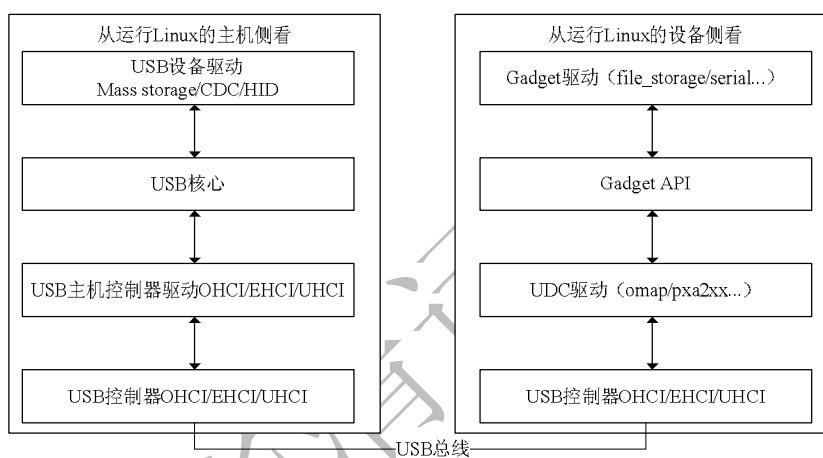 从运行Linux的主机侧看
USB设备驱动
Mass storage/CDC/HID
USB核心
USB主机控制器驱动OHCI/EHCI/UHCI
USB控制器OHCI/EHCI/UHCI
从运行Linux的设备侧看
Gadget驱动（file_storage/serial...）
Gadget API
UDC驱动（omap/pxa2xx...）
USB控制器OHCI/EHCI/UHCI
USB总线